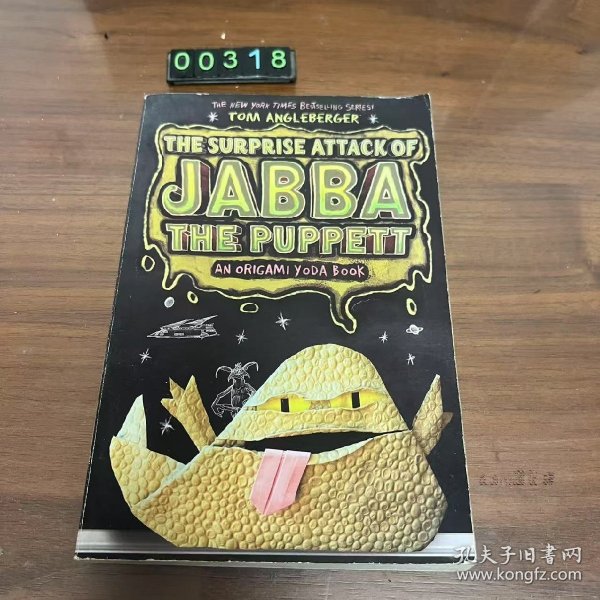 00318
THE NEW YORK TIMES BESTSELLING SERIES!
TOM ANGLEBERGER
THE SURPRISE ATTACK OF
JABBA
THE PUPPETT
AN ORIGAMI YODA BOOK
孔夫子旧书网
www.kongfz.com